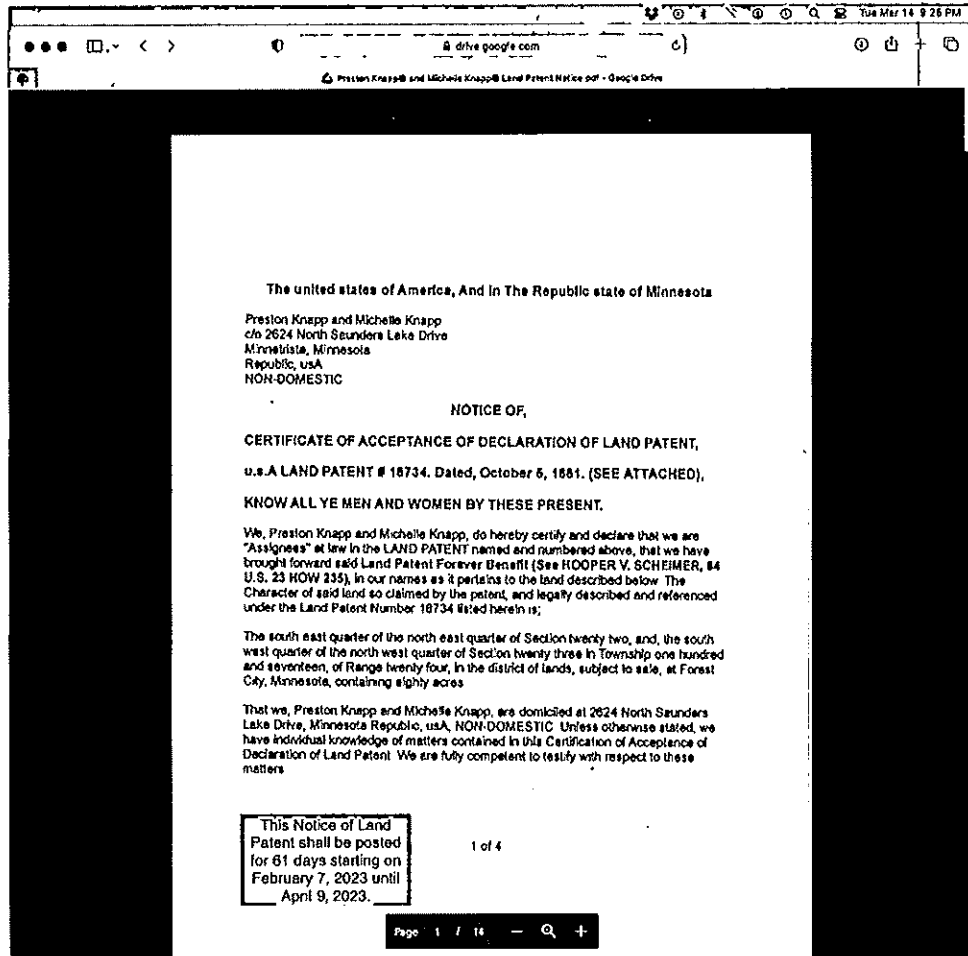 Tue Mar 14 9:26 PM
drive google com
Preston Knapp® and Michelle Knapp® Land Patent Notice pdf - Google Drive
The united states of America, And in The Republic state of Minnesota
Preston Knapp and Michelle Knapp
c/o 2624 North Saunders Lake Drive
Minnetrista, Minnesota
Republic, usA
NON-DOMESTIC
NOTICE OF,
CERTIFICATE OF ACCEPTANCE OF DECLARATION OF LAND PATENT,
u.s.A LAND PATENT # 16734. Dated, October 5, 1881. (SEE ATTACHED),
KNOW ALL YE MEN AND WOMEN BY THESE PRESENT.
We, Preston Knapp and Michelle Knapp, do hereby certify and declare that we are
"Assignees" at law in the LAND PATENT named and numbered above, that we have
brought forward said Land Patent Forever Benefit (See HOOPER V. SCHEIMER, 64
U.S. 23 HOW 235), in our names as it pertains to the land described below The
Character of said land so claimed by the patent, and legally described and referenced
under the Land Patent Number 16734 listed herein is;
The south east quarter of the north east quarter of Section twenty two, and, the south
west quarter of the north west quarter of Section twenty three in Township one hundred
and seventeen, of Range twenty four, in the district of lands, subject to sale, at Forest
City, Minnesota, containing eighty acres
That we, Preston Knapp and Michelle Knapp, are domiciled at 2624 North Saunders
Lake Drive, Minnesota Republic, usA, NON-DOMESTIC Unless otherwise stated, we
have individual knowledge of matters contained in this Certification of Acceptance of
Declaration of Land Patent We are fully competent to testify with respect to these
matters
This Notice of Land
Patent shall be posted
for 61 days starting on
February 7, 2023 until
April 9, 2023.
1 of 4
Page 1 / 14